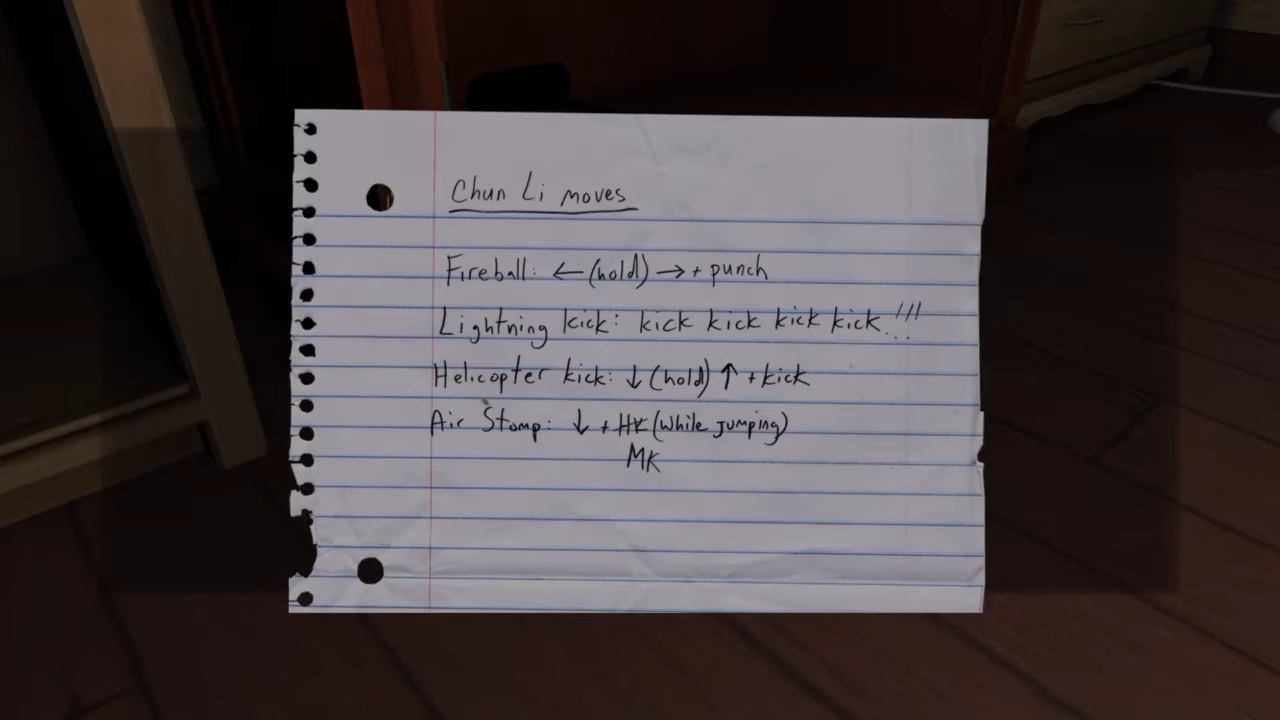 Chun Li moves
Fireball: ← (hold) → + punch
Lightning kick: kick kick kick kick!!!
Helicopter kick: ↓ (hold) ↑ + kick
Air Stomp: ↓ + HK (while jumping)
MK